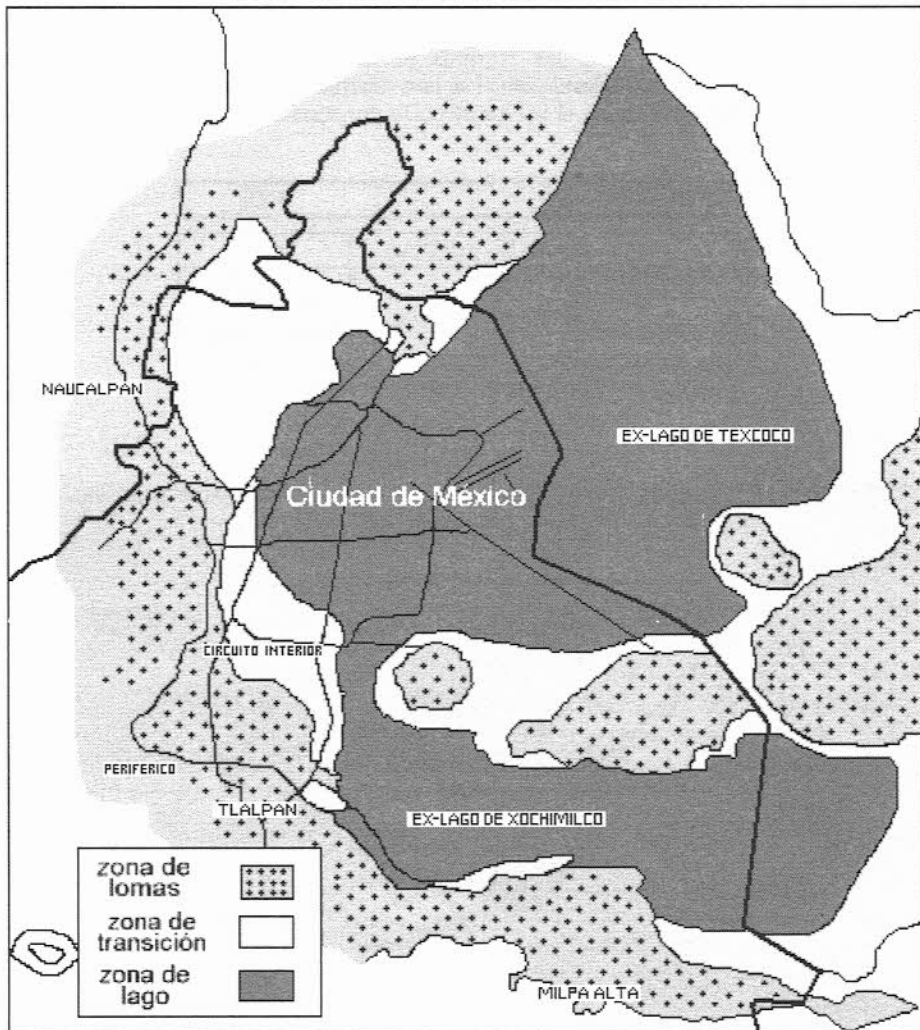 NAUCALPAN
EX-LAGO DE TEXCOCO
Ciudad de México
CIRCUITO INTERIOR
PERIFERICO
TLALPAN
EX-LAGO DE XOCHIMILCO
zona de
lomas
zona de
transición
zona de
lago
MILPA ALTA